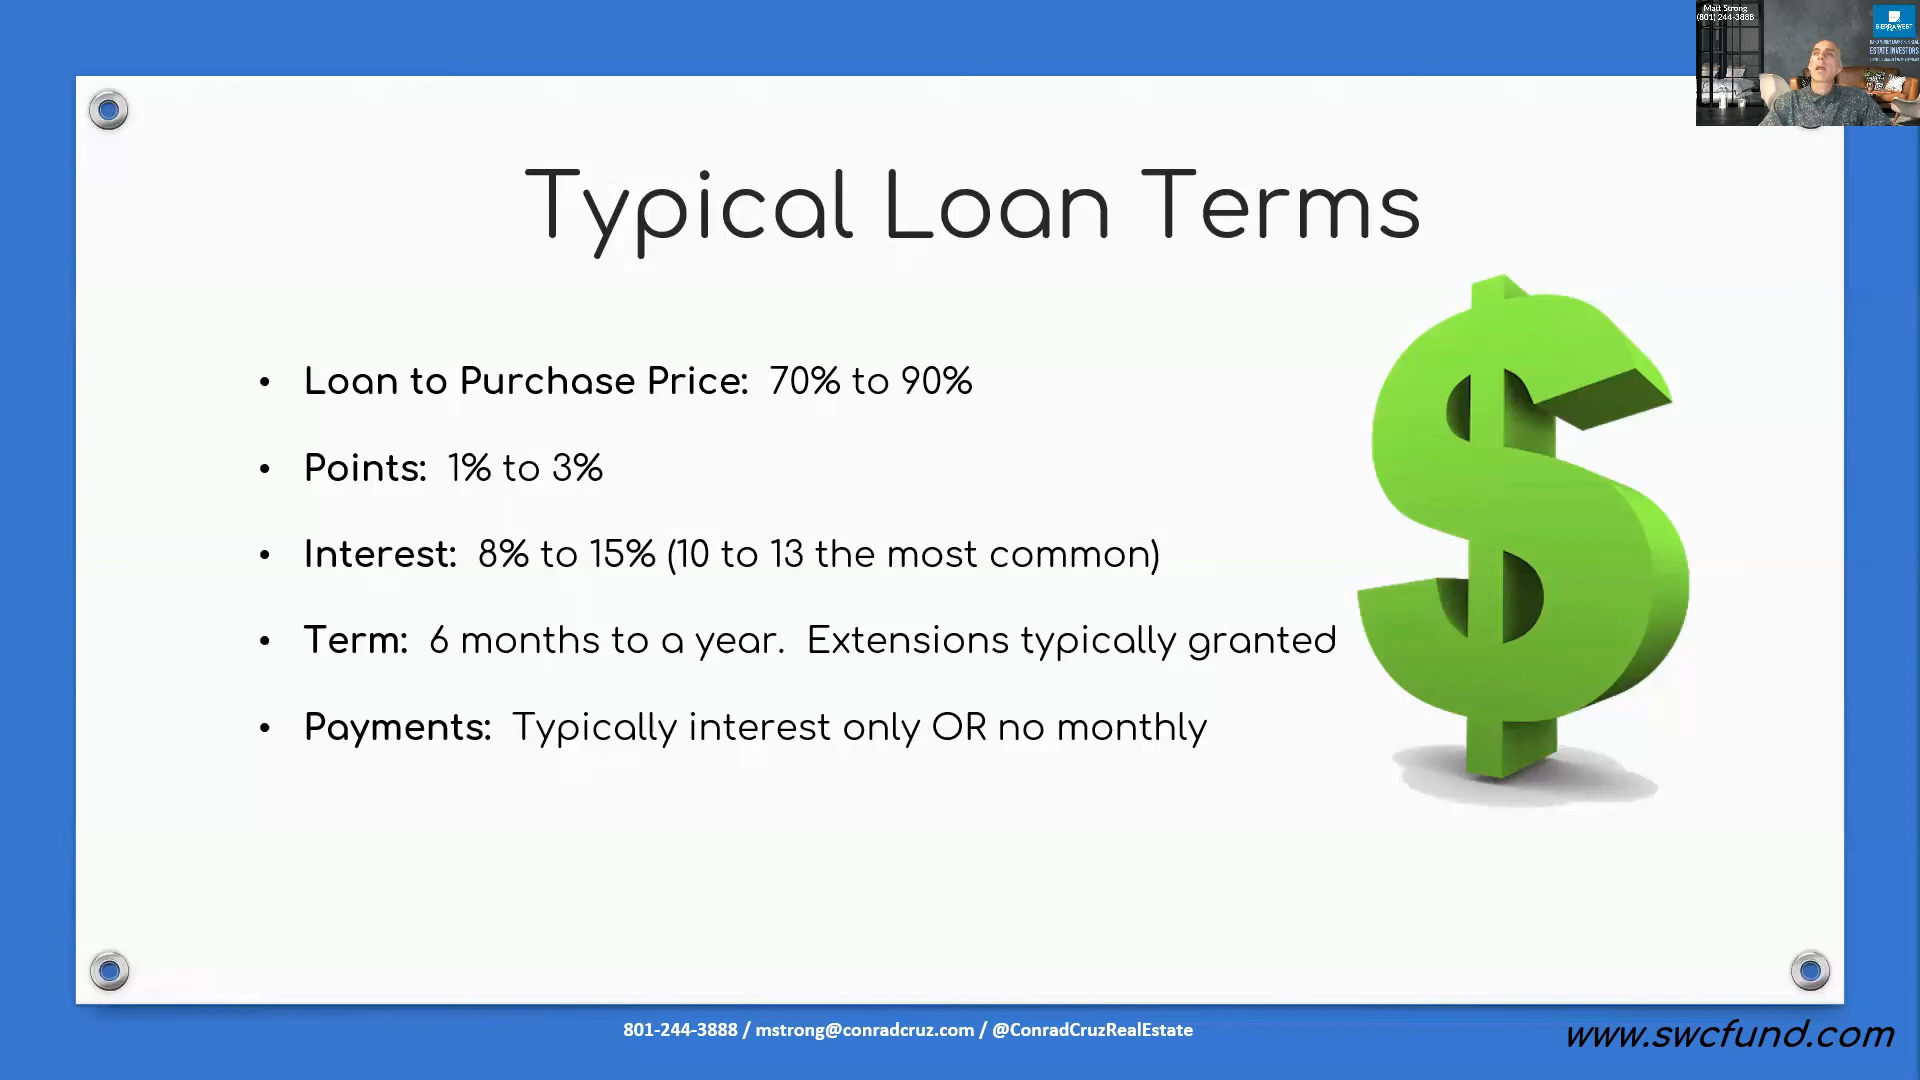 Matt Strong
(801) 244-3888
ESTATE INVESTORS
Typical Loan Terms
• Loan to Purchase Price: 70% to 90%
• Points: 1% to 3%
• Interest: 8% to 15% (10 to 13 the most common)
• Term: 6 months to a year. Extensions typically granted
• Payments: Typically interest only OR no monthly
801-244-3888 / mstrong@conradcruz.com / @ConradCruzRealEstate
www.swcfund.com